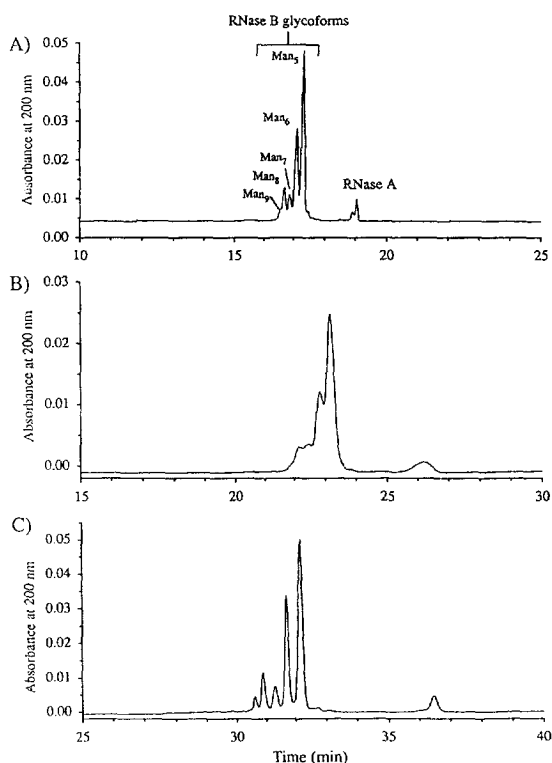 RNase B glycoforms
A)
Man5
Man6
Man7
Man8
Man9
RNase A
Absorbance at 200 nm
0.05
0.04
0.03
0.02
0.01
0.00
10
15
20
25
B)
Absorbance at 200 nm
0.03
0.02
0.01
0.00
15
20
25
30
C)
Absorbance at 200 nm
0.05
0.04
0.03
0.02
0.01
0.00
25
30
35
40
Time (min)